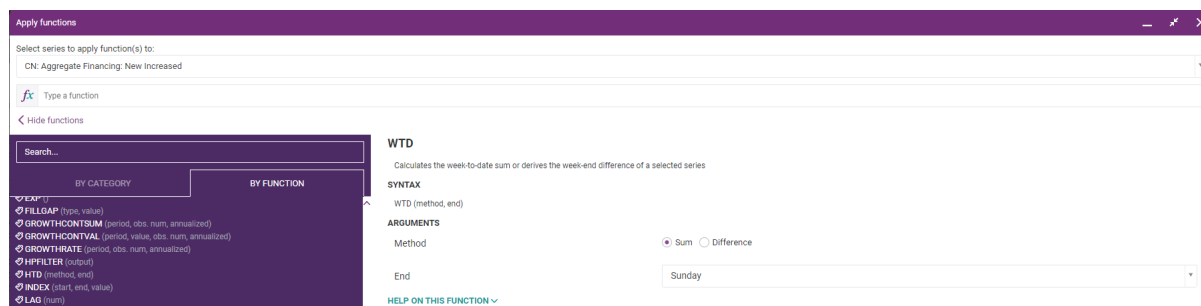 Apply functions
Select series to apply function(s) to:
CN: Aggregate Financing: New Increased
fx Type a function
Hide functions
Search...
BY CATEGORY BY FUNCTION
EXP ()
FILLGAP (type, value)
GROWTHCONTSUM (period, obs. num, annualized)
GROWTHCONTVAL (period, value, obs. num, annualized)
GROWTHRATE (period, obs. num, annualized)
HPFILTER (output)
HTD (method, end)
INDEX (start, end, value)
LAG (num)
WTD
Calculates the week-to-date sum or derives the week-end difference of a selected series
SYNTAX
WTD (method, end)
ARGUMENTS
Method Sum Difference
End Sunday
HELP ON THIS FUNCTION